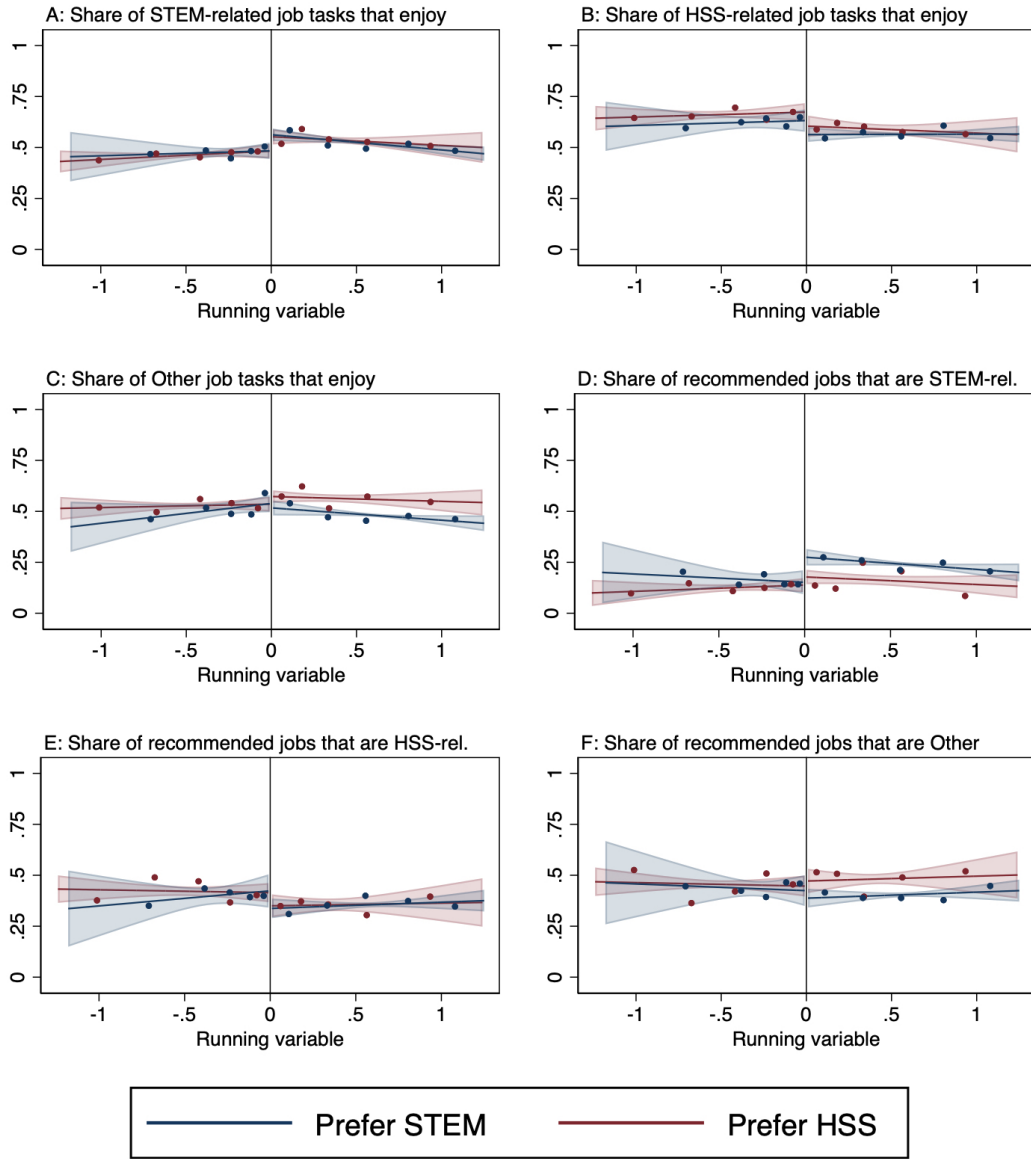 A: Share of STEM-related job tasks that enjoy
B: Share of HSS-related job tasks that enjoy
1
.75
.5
.25
0
-1 -.5 0 .5 1
Running variable
1
.75
.5
.25
0
-1 -.5 0 .5 1
Running variable
C: Share of Other job tasks that enjoy
D: Share of recommended jobs that are STEM-rel.
1
.75
.5
.25
0
-1 -.5 0 .5 1
Running variable
1
.75
.5
.25
0
-1 -.5 0 .5 1
Running variable
E: Share of recommended jobs that are HSS-rel.
F: Share of recommended jobs that are Other
1
.75
.5
.25
0
-1 -.5 0 .5 1
Running variable
1
.75
.5
.25
0
-1 -.5 0 .5 1
Running variable
Prefer STEM
Prefer HSS